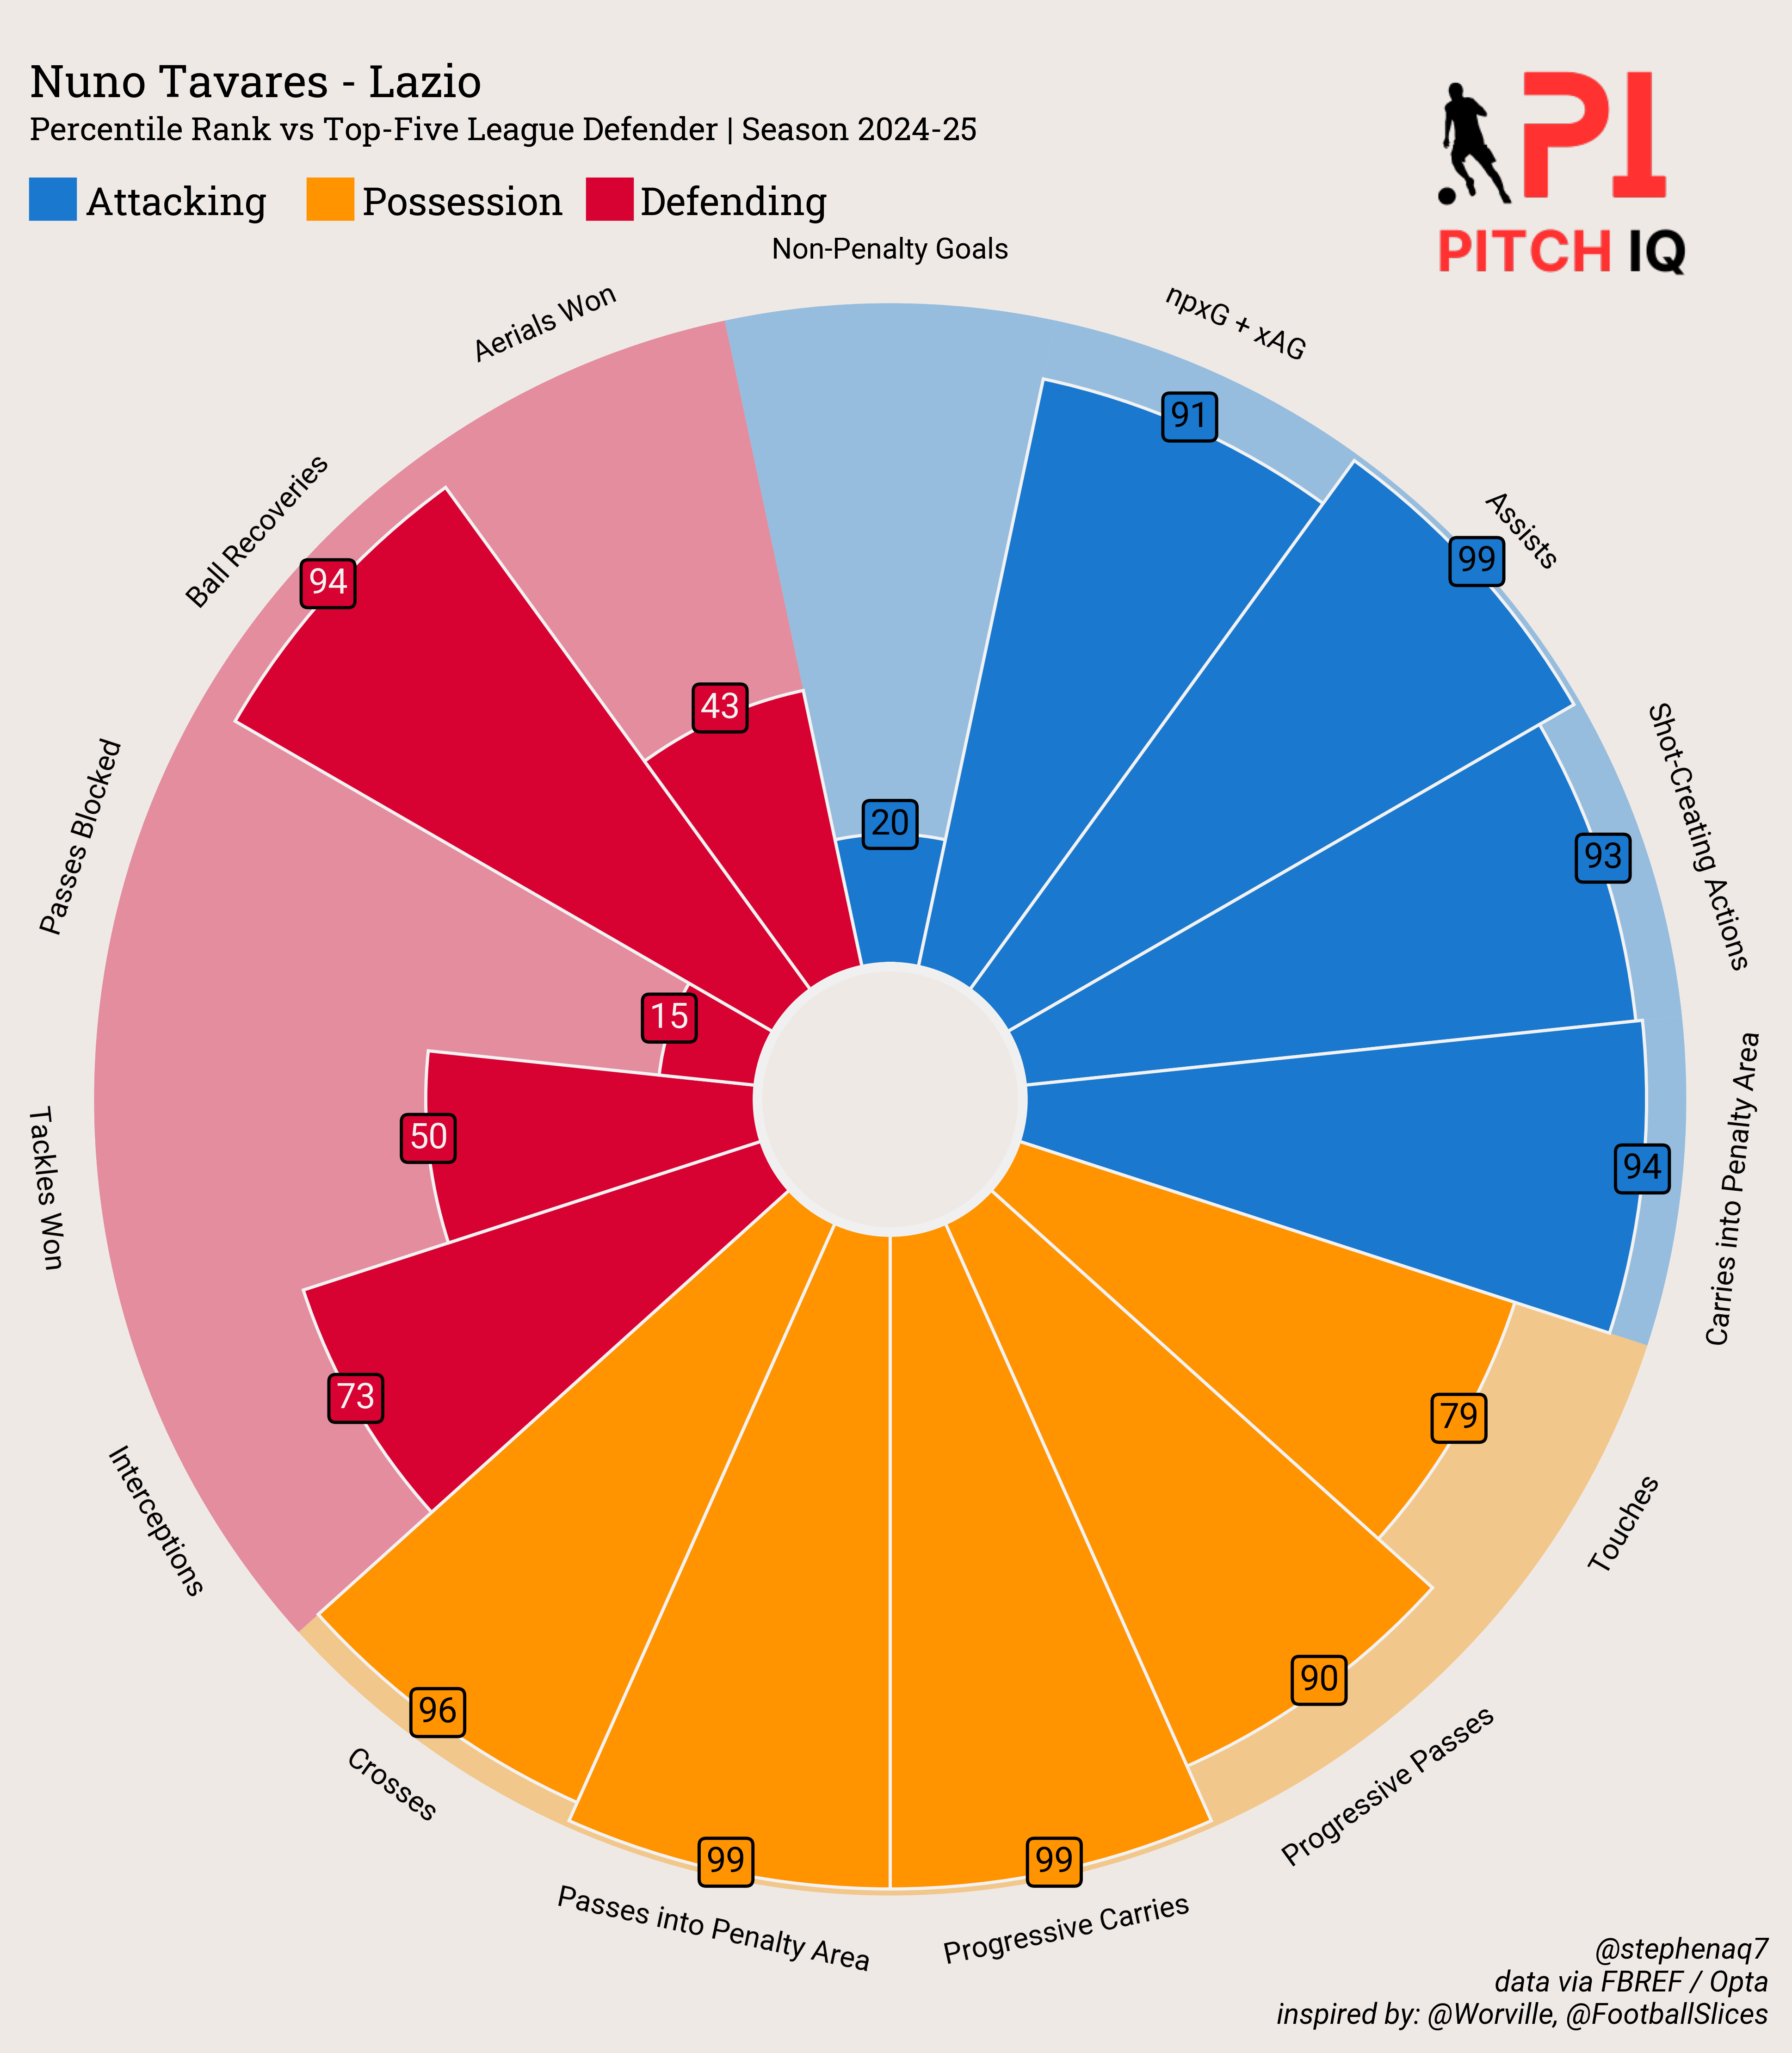 Nuno Tavares - Lazio
Percentile Rank vs Top-Five League Defender | Season 2024-25
Attacking
Possession
Defending
PI
PITCH IQ
Non-Penalty Goals
20
npxG + xAG
91
Assists
99
Shot-Creating Actions
93
Carries into Penalty Area
94
Touches
79
Progressive Passes
90
Progressive Carries
99
Passes into Penalty Area
99
Crosses
96
Interceptions
73
Tackles Won
50
Passes Blocked
15
Ball Recoveries
94
Aerials Won
43
@stephenaq7
data via FBREF / Opta
inspired by: @Worville, @FootballSlices